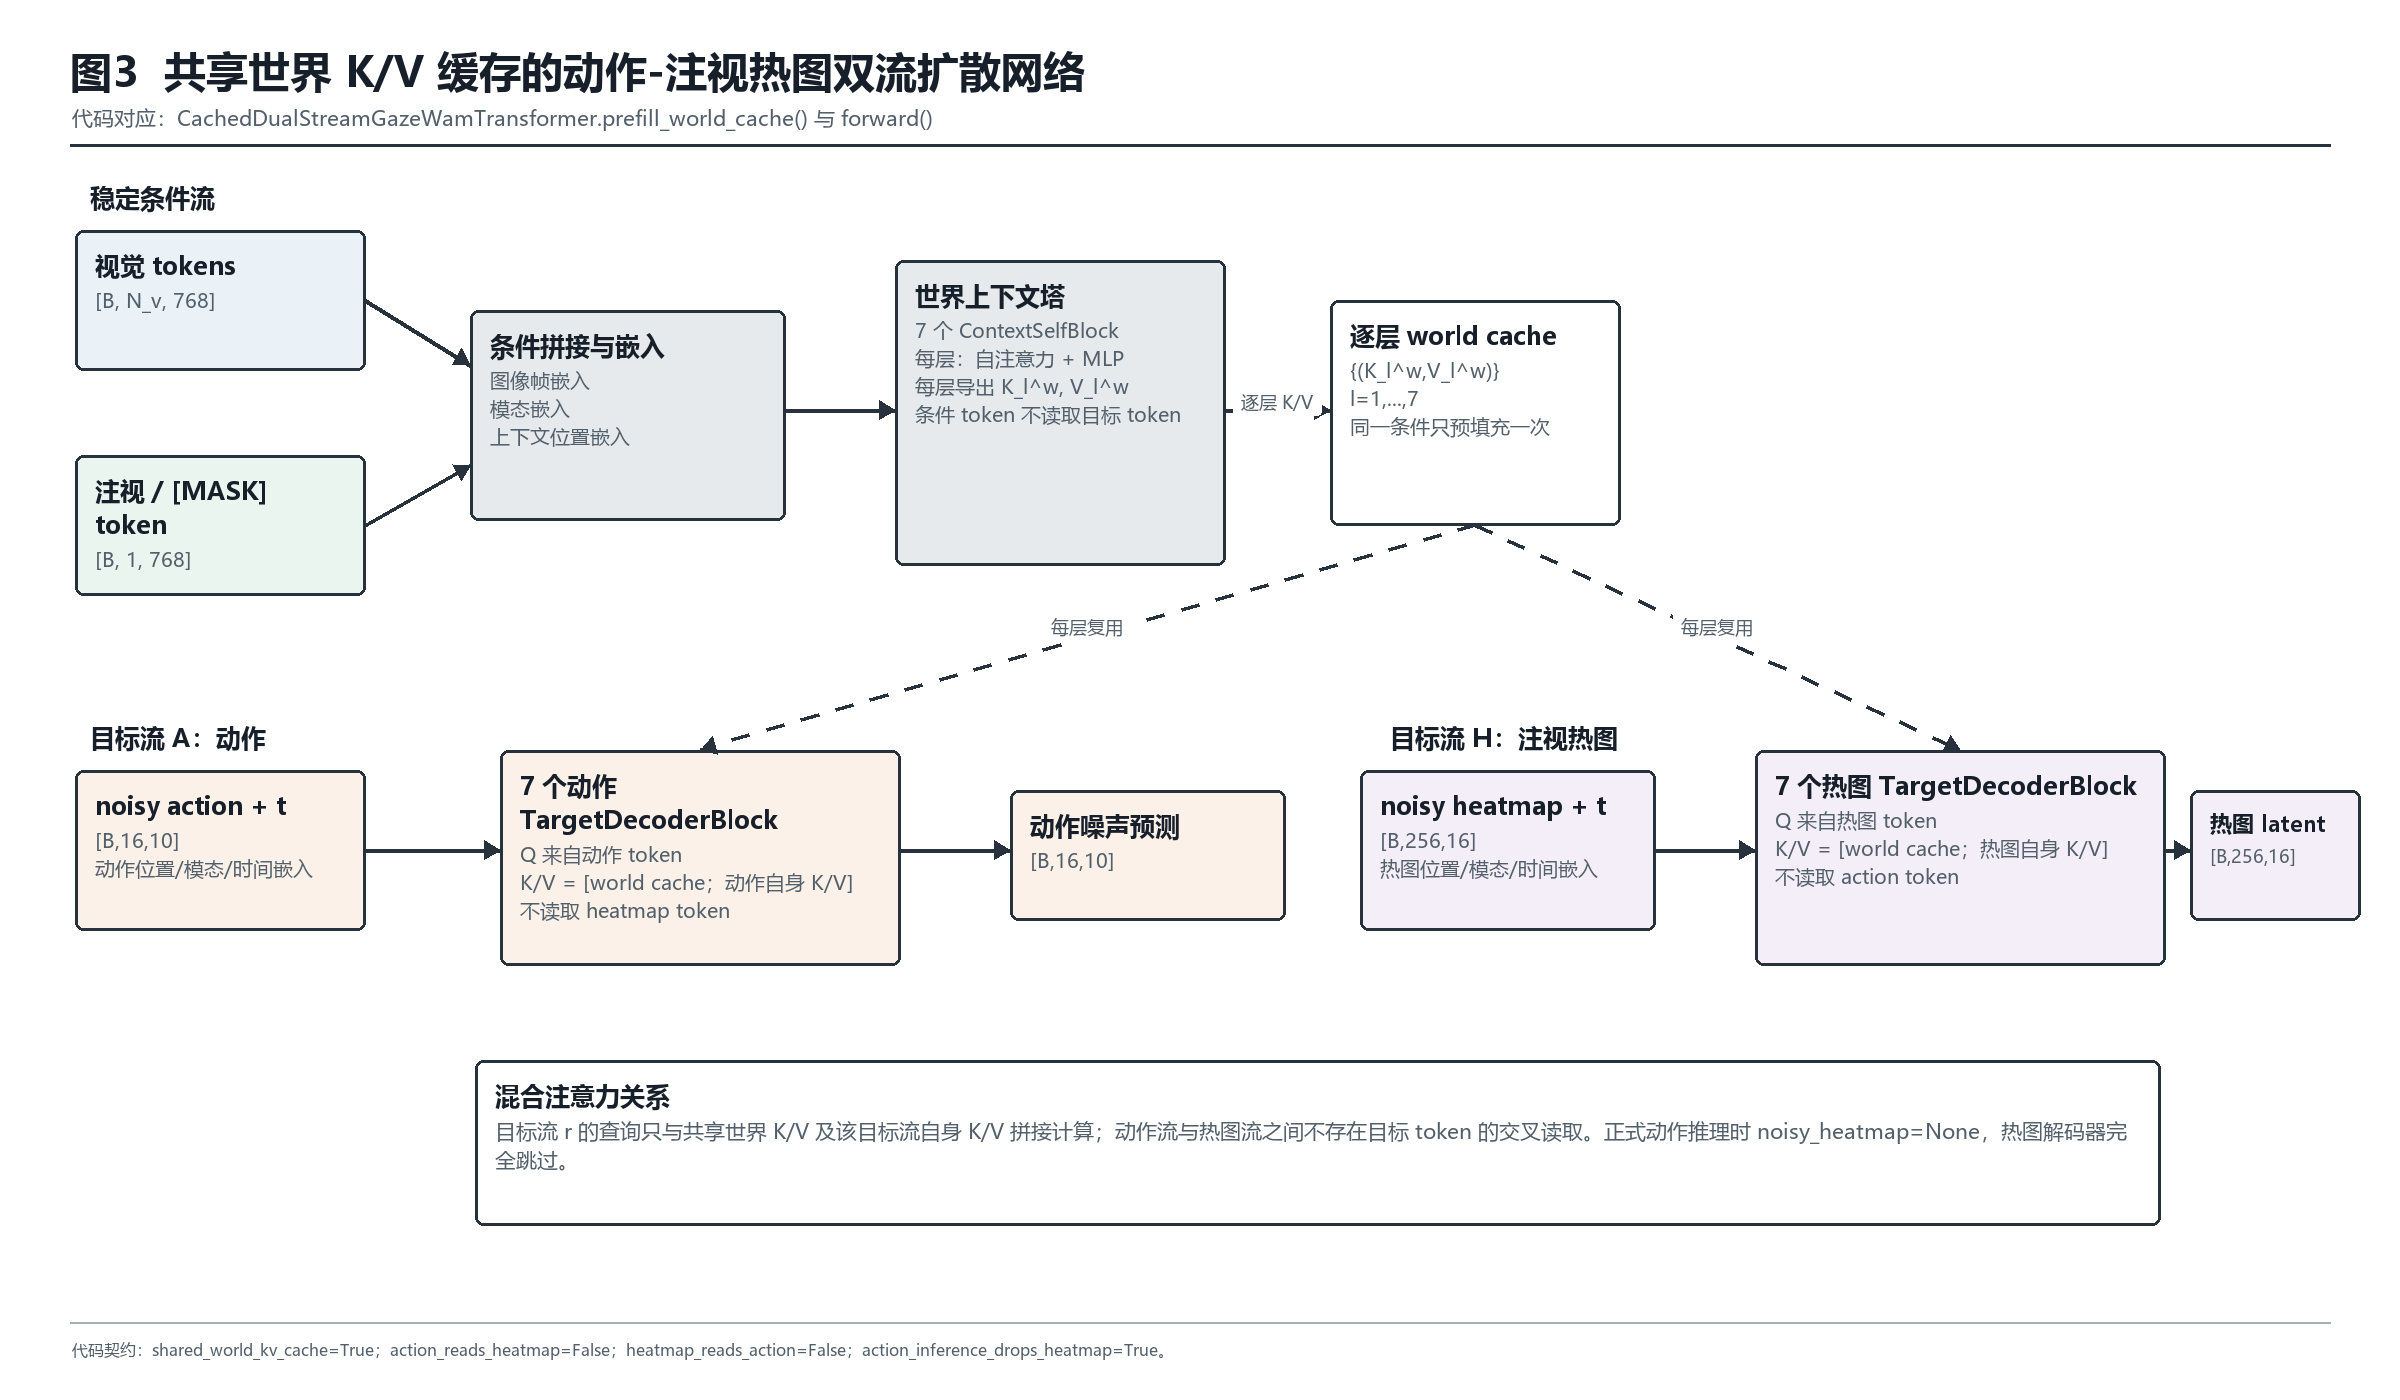 图3 共享世界 K/V 缓存的动作-注视热图双流扩散网络
代码对应：CachedDualStreamGazeWamTransformer.prefill_world_cache() 与 forward()
稳定条件流
视觉 tokens
[B, N_v, 768]
注视 / [MASK]
token
[B, 1, 768]
条件拼接与嵌入
图像帧嵌入
模态嵌入
上下文位置嵌入
世界上下文塔
7 个 ContextSelfBlock
每层：自注意力 + MLP
每层导出 K_l^w, V_l^w
条件 token 不读取目标 token
逐层 K/V
逐层 world cache
{(K_l^w,V_l^w)}
l=1,...,7
同一条件只预填充一次
每层复用
每层复用
目标流 A：动作
noisy action + t
[B,16,10]
动作位置/模态/时间嵌入
7 个动作
TargetDecoderBlock
Q 来自动作 token
K/V = [world cache；动作自身 K/V]
不读取 heatmap token
动作噪声预测
[B,16,10]
目标流 H：注视热图
noisy heatmap + t
[B,256,16]
热图位置/模态/时间嵌入
7 个热图 TargetDecoderBlock
Q 来自热图 token
K/V = [world cache；热图自身 K/V]
不读取 action token
热图 latent
[B,256,16]
混合注意力关系
目标流 r 的查询只与共享世界 K/V 及该目标流自身 K/V 拼接计算；动作流与热图流之间不存在目标 token 的交叉读取。正式动作推理时 noisy_heatmap=None，热图解码器完
全跳过。
代码契约：shared_world_kv_cache=True；action_reads_heatmap=False；heatmap_reads_action=False；action_inference_drops_heatmap=True。